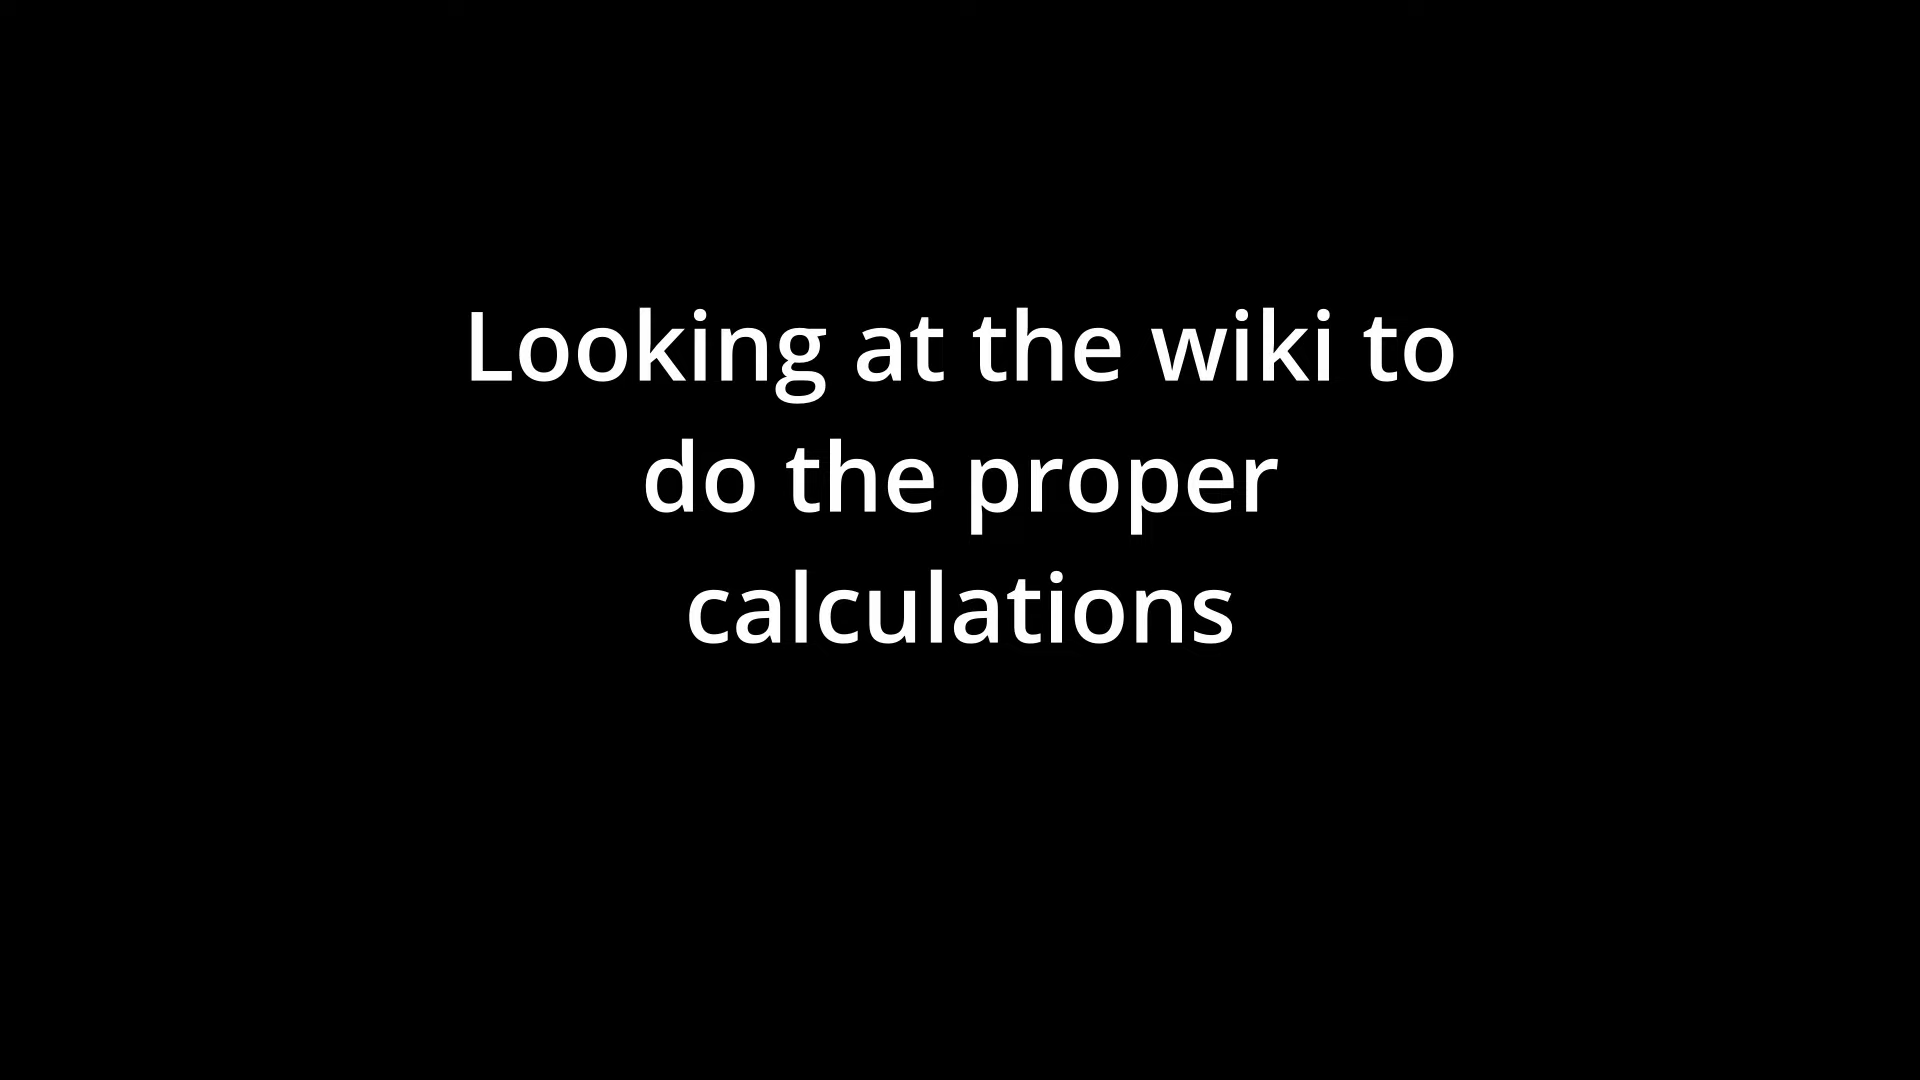 Looking at the wiki to
do the proper
calculations